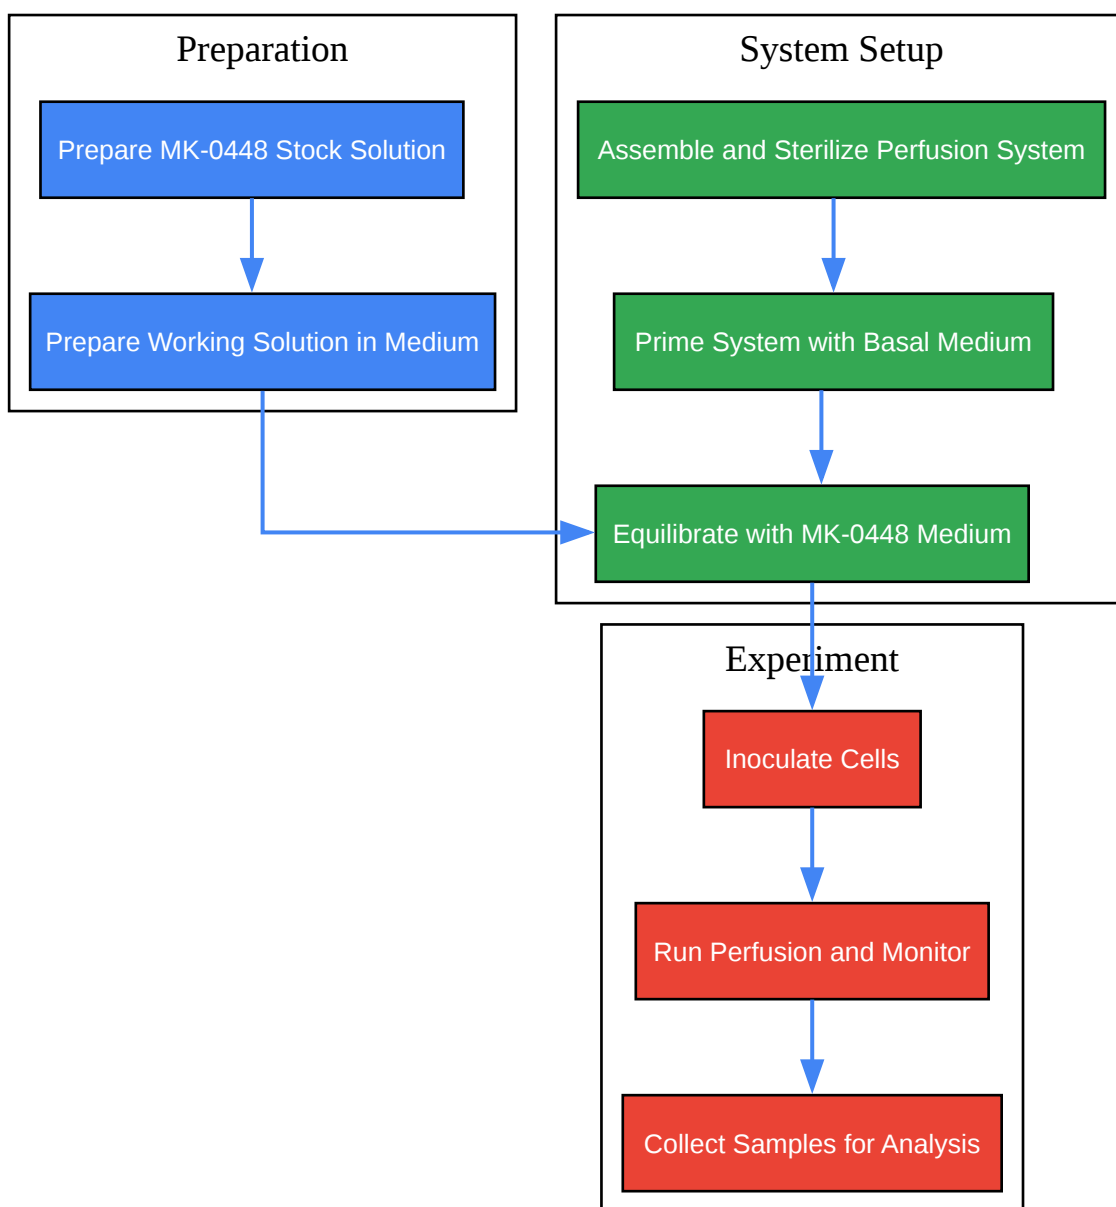 Preparation
Prepare MK-0448 Stock Solution
Prepare Working Solution in Medium
System Setup
Assemble and Sterilize Perfusion System
Prime System with Basal Medium
Equilibrate with MK-0448 Medium
Experiment
Inoculate Cells
Run Perfusion and Monitor
Collect Samples for Analysis